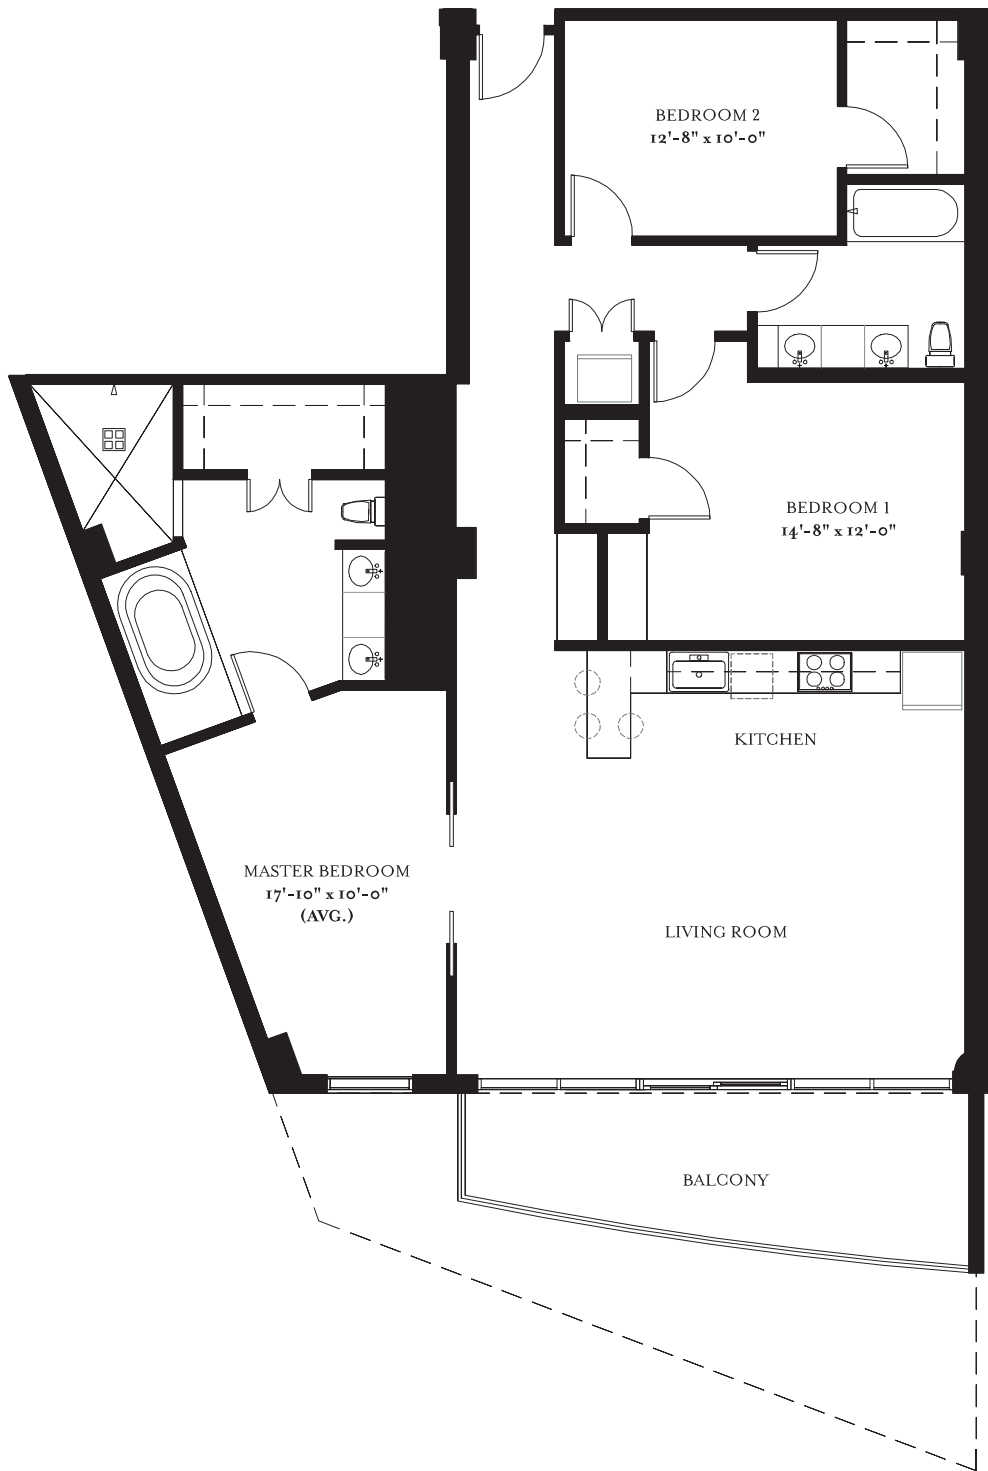 BEDROOM 2
12'-8" x 10'-0"
BEDROOM 1
14'-8" x 12'-0"
KITCHEN
MASTER BEDROOM
17'-10" x 10'-0"
(AVG.)
LIVING ROOM
BALCONY